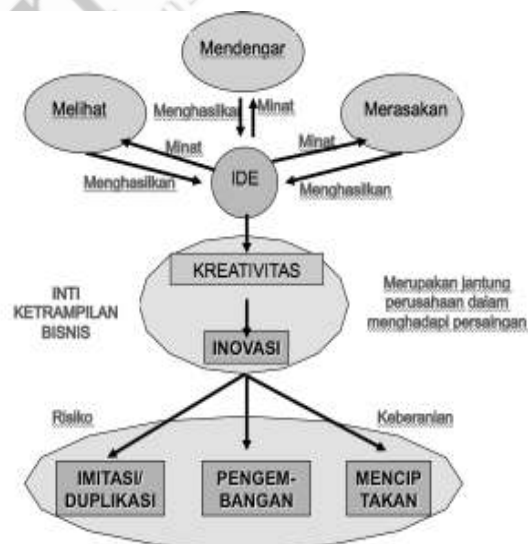 Mendengar
Melihat
Menghasilkan
Minat
Merasakan
Minat
Minat
Menghasilkan
IDE
Menghasilkan
KREATIVITAS
INTI
KETRAMPILAN
BISNIS
Merupakan jantung
perusahaan dalam
menghadapi persaingan
INOVASI
Risiko
Keberanian
IMITASI/
DUPLIKASI
PENGEM-
BANGAN
MENCIP
TAKAN